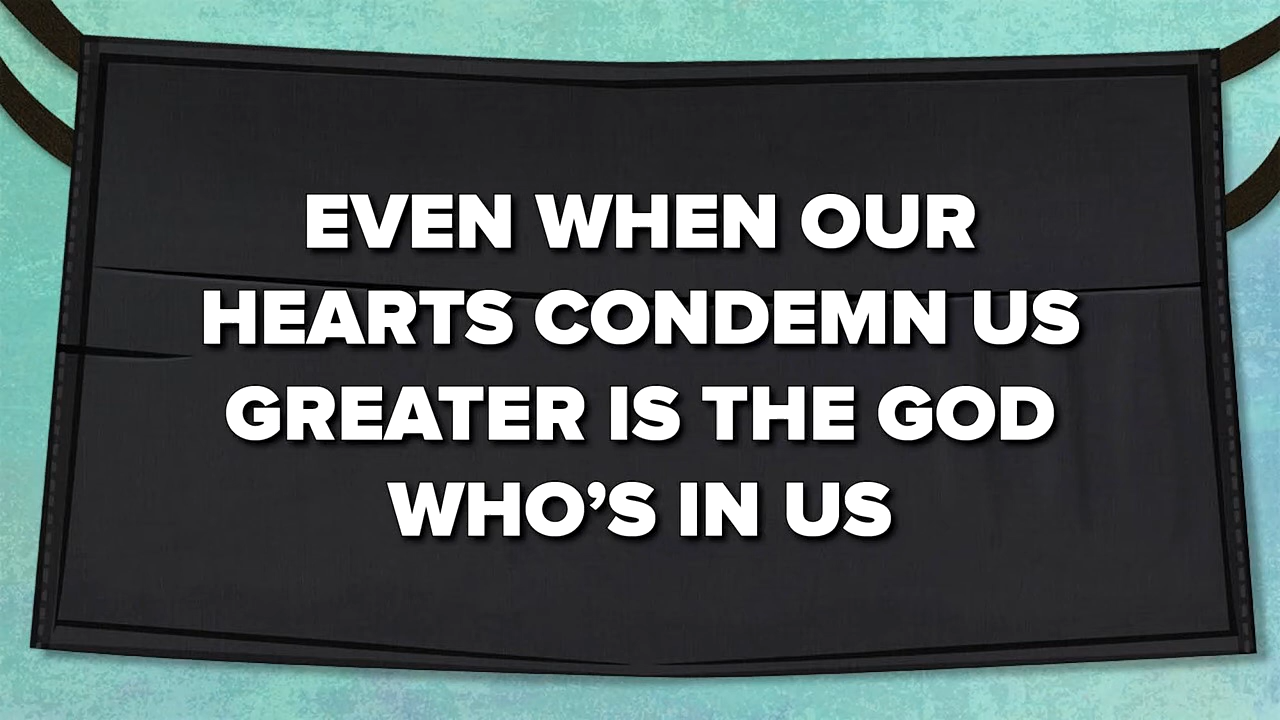 EVEN WHEN OUR
HEARTS CONDEMN US
GREATER IS THE GOD
WHO’S IN US